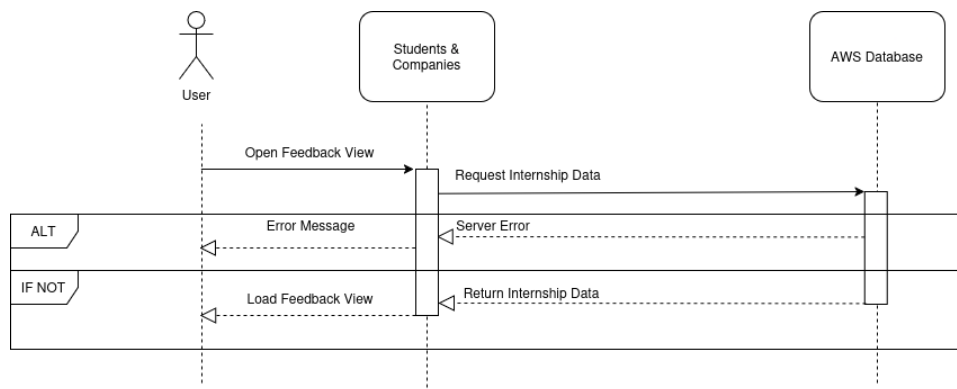 Students &
Companies
AWS Database
User
Open Feedback View
Request Internship Data
ALT
Error Message
Server Error
IF NOT
Load Feedback View
Return Internship Data